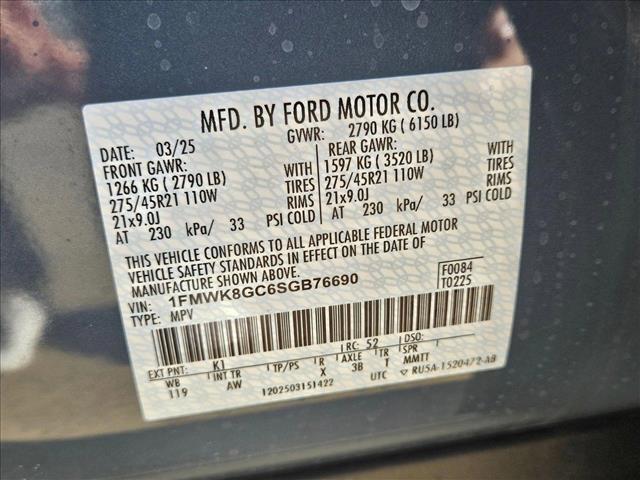 MFD. BY FORD MOTOR CO.
DATE: 03/25 GVWR: 2790 KG ( 6150 LB)
FRONT GAWR: REAR GAWR:
1266 KG ( 2790 LB) WITH 1597 KG ( 3520 LB) WITH
275/45R21 110W TIRES 275/45R21 110W TIRES
21x9.0J RIMS 21x9.0J RIMS
AT 230 kPa/ 33 PSI COLD AT 230 kPa/ 33 PSI COLD
THIS VEHICLE CONFORMS TO ALL APPLICABLE FEDERAL MOTOR
VEHICLE SAFETY STANDARDS IN EFFECT ON THE DATE OF
MANUFACTURE SHOWN ABOVE.
VIN: 1FMWK8GC6SGB76690 F0084
TYPE: MPV T0225
EXT PNT: K1 RC: 52 DSO:
WB INT TR TP/PS R AXLE TR SPR
119 AW X 3B T MMTT
1202503151422 UTC ▽ RU5A-1520472-AB